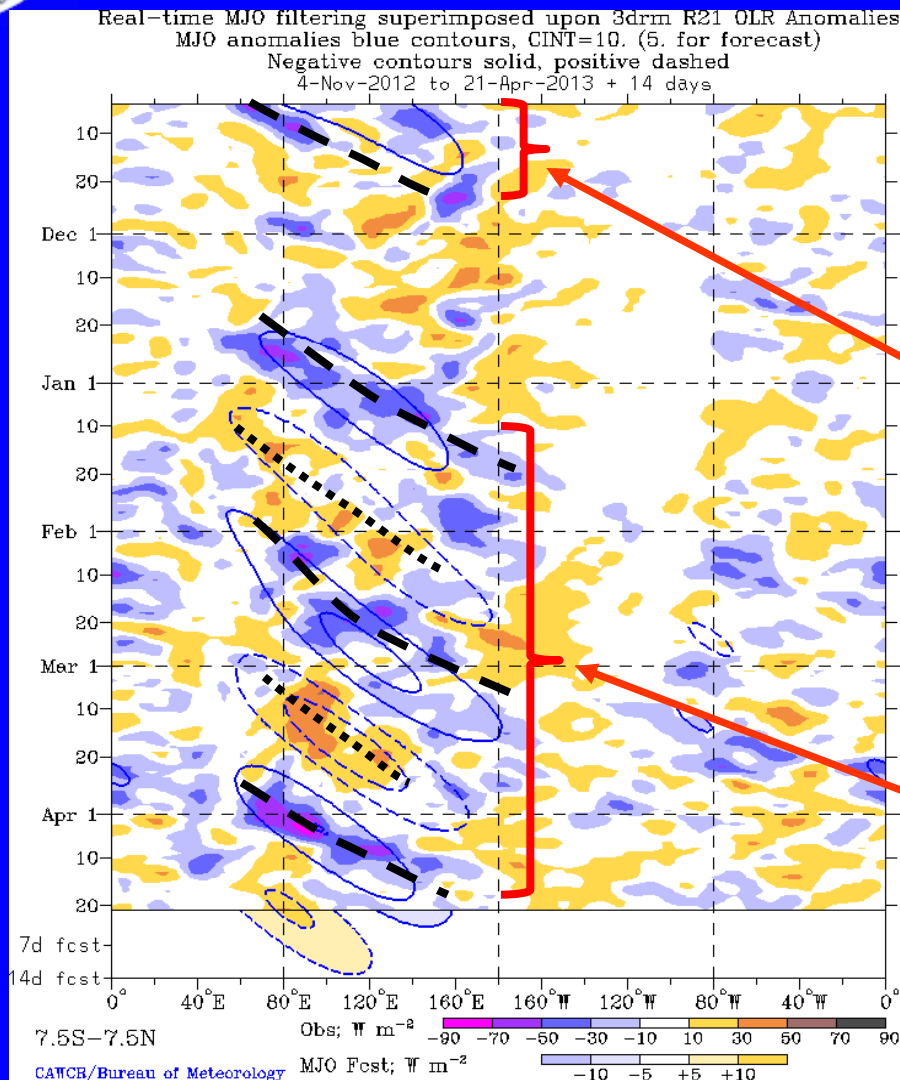 Real-time MJO filtering superimposed upon 3drm R21 OLR Anomalies
MJO anomalies blue contours, CINT=10. (5. for forecast)
Negative contours solid, positive dashed
4-Nov-2012 to 21-Apr-2013 + 14 days
10
20
Dec 1
10
20
Jan 1
10
20
Feb 1
10
20
Mar 1
10
20
Apr 1
10
20
7d fcst
14d fcst
0° 40°E 80°E 120°E 160°E 160°W 120°W 80°W 40°W 0°
7.5S-7.5N
Obs; W m⁻²
-90 -70 -50 -30 -10 10 30 50 70 90
CAWCR/Bureau of Meteorology
MJO Fcst; W m⁻²
-10 -5 +5 +10